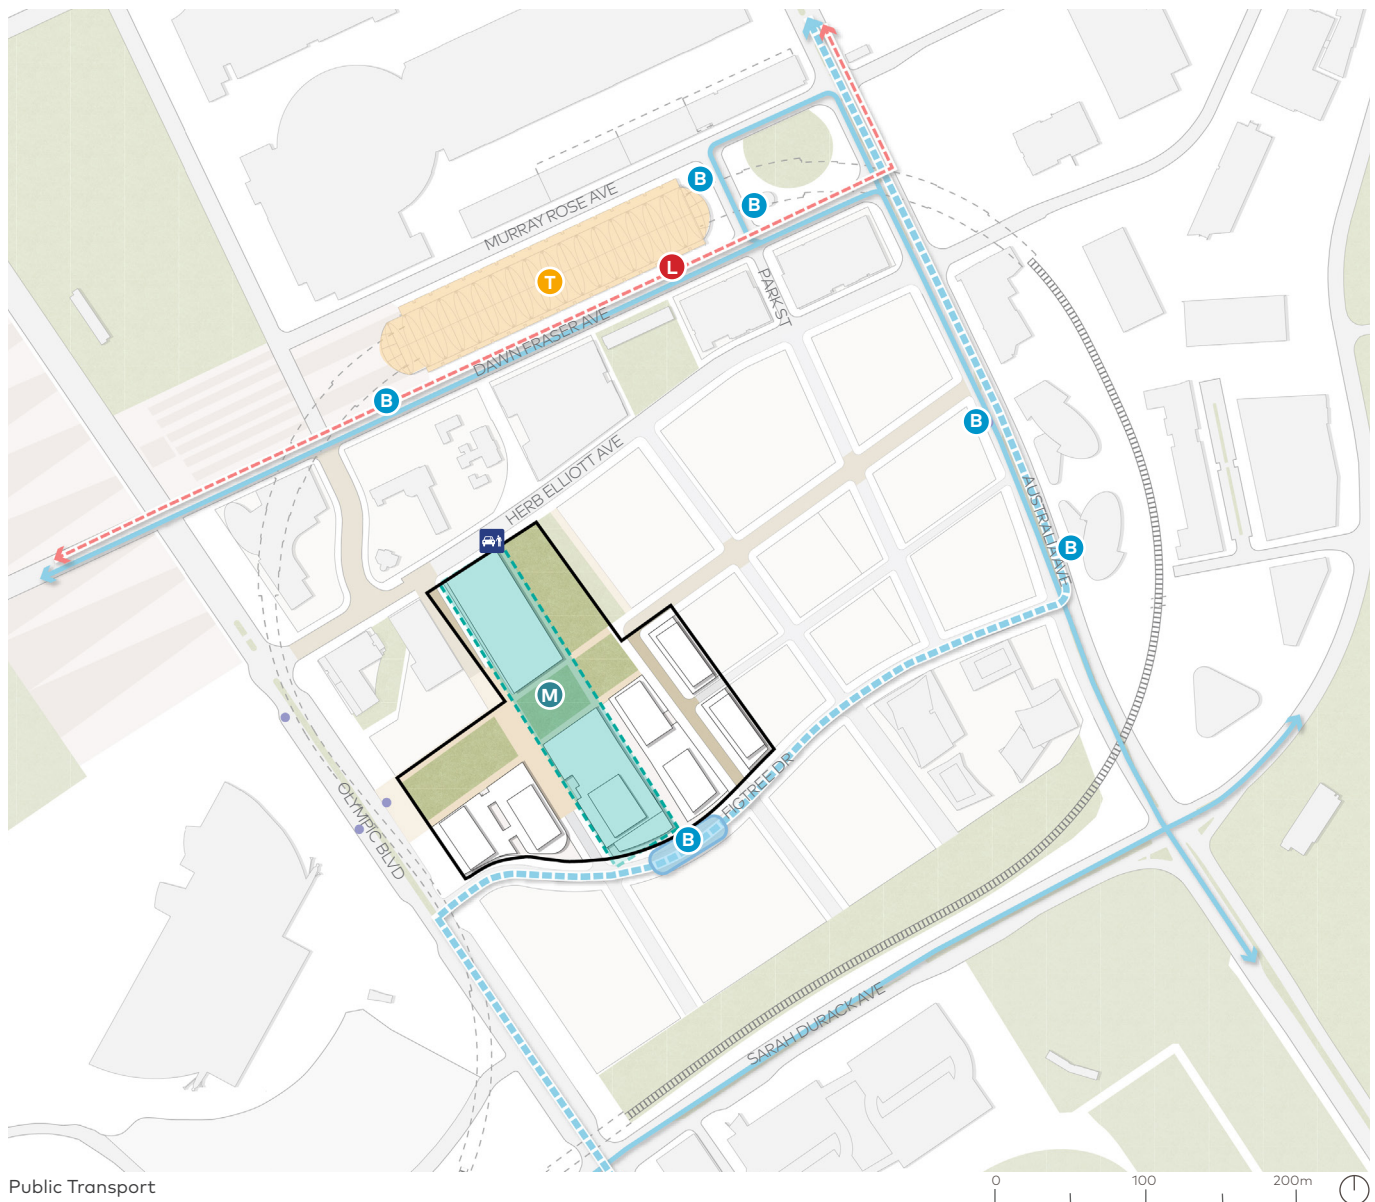 B
MURRAY ROSE AVE
B
L
T
PARK ST
DAWN FRASER AVE
B
B
HERB ELLIOTT AVE
AUSTRALIA AVE
B
M
FIGTREE DR
OLYMPIC BLVD
B
SARAH DURACK AVE
Public Transport
0 100 200m